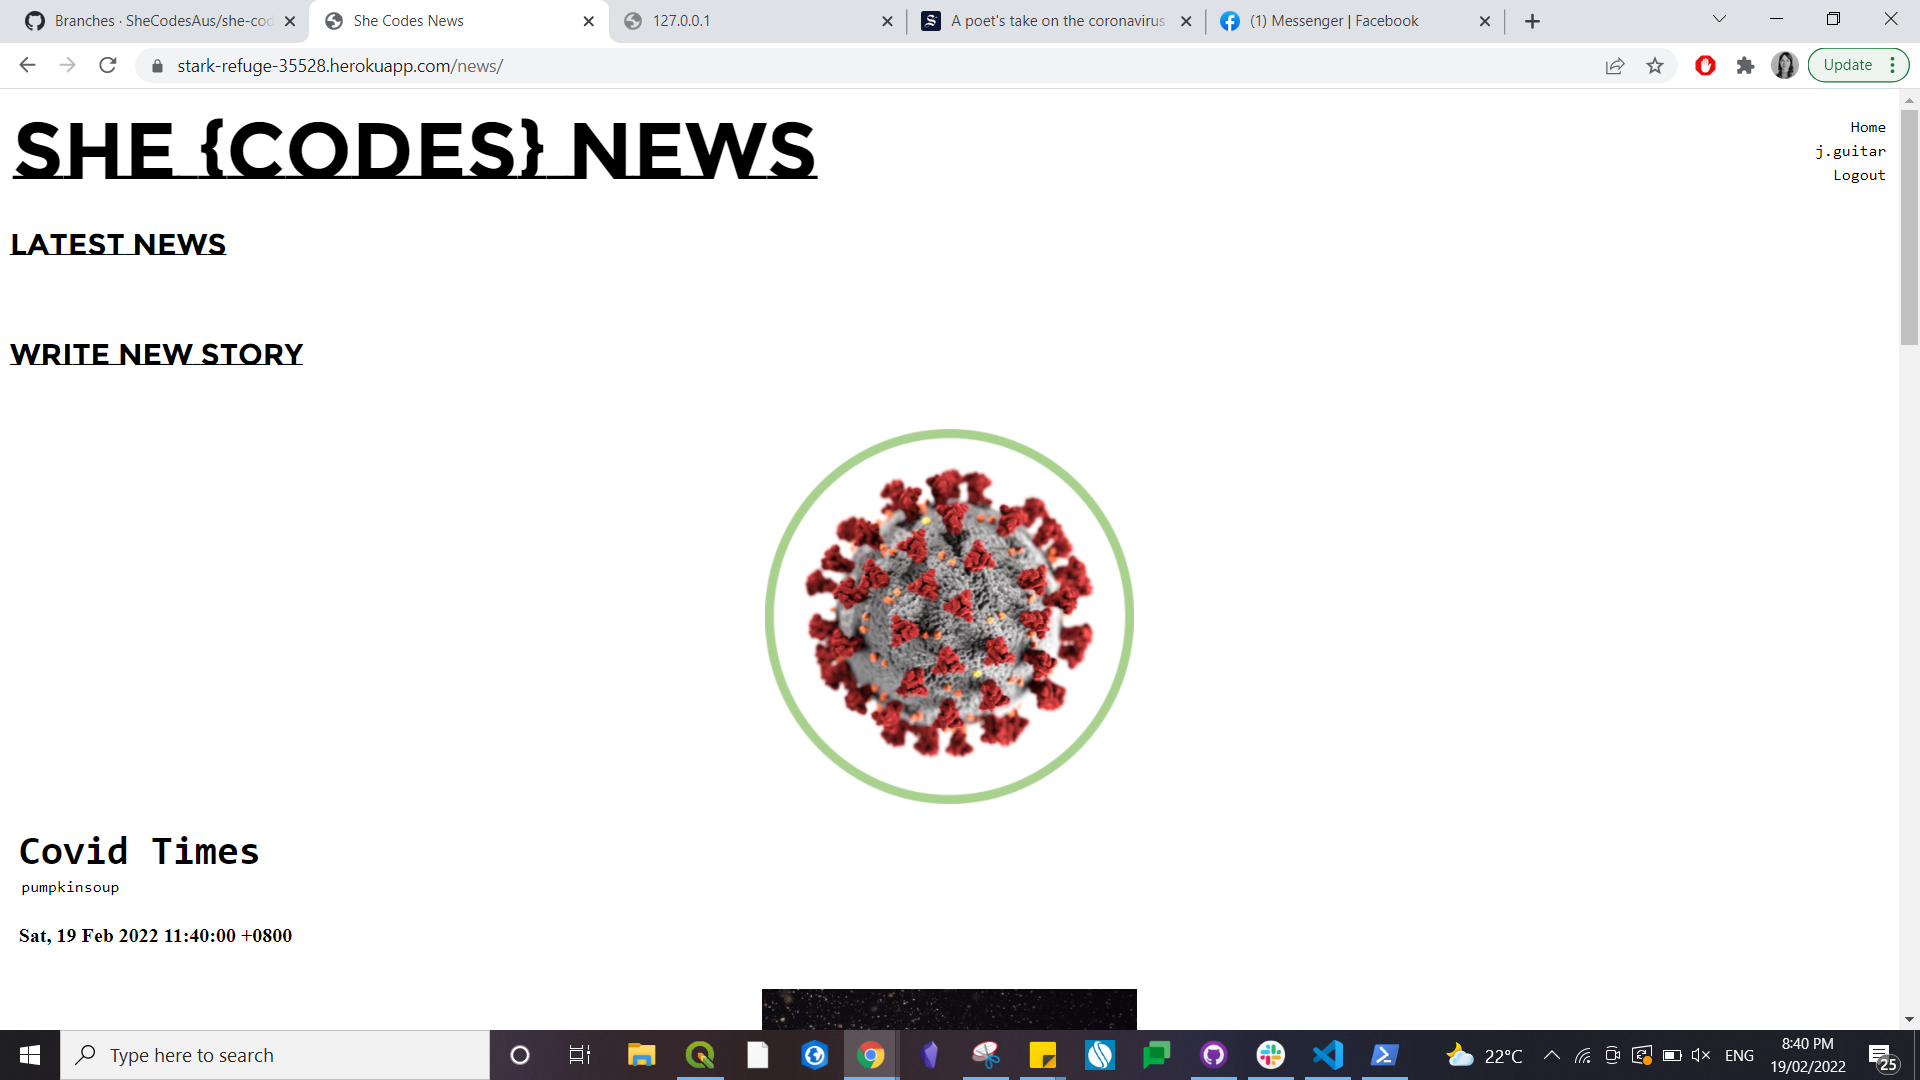 Branches · SheCodesAus/she-cod
She Codes News
127.0.0.1
A poet's take on the coronavirus
(1) Messenger | Facebook
stark-refuge-35528.herokuapp.com/news/
Update
SHE {CODES} NEWS
Home
j.guitar
Logout
LATEST NEWS
WRITE NEW STORY
Covid Times
pumpkinsoup
Sat, 19 Feb 2022 11:40:00 +0800
Type here to search
22°C
ENG
8:40 PM
19/02/2022
25